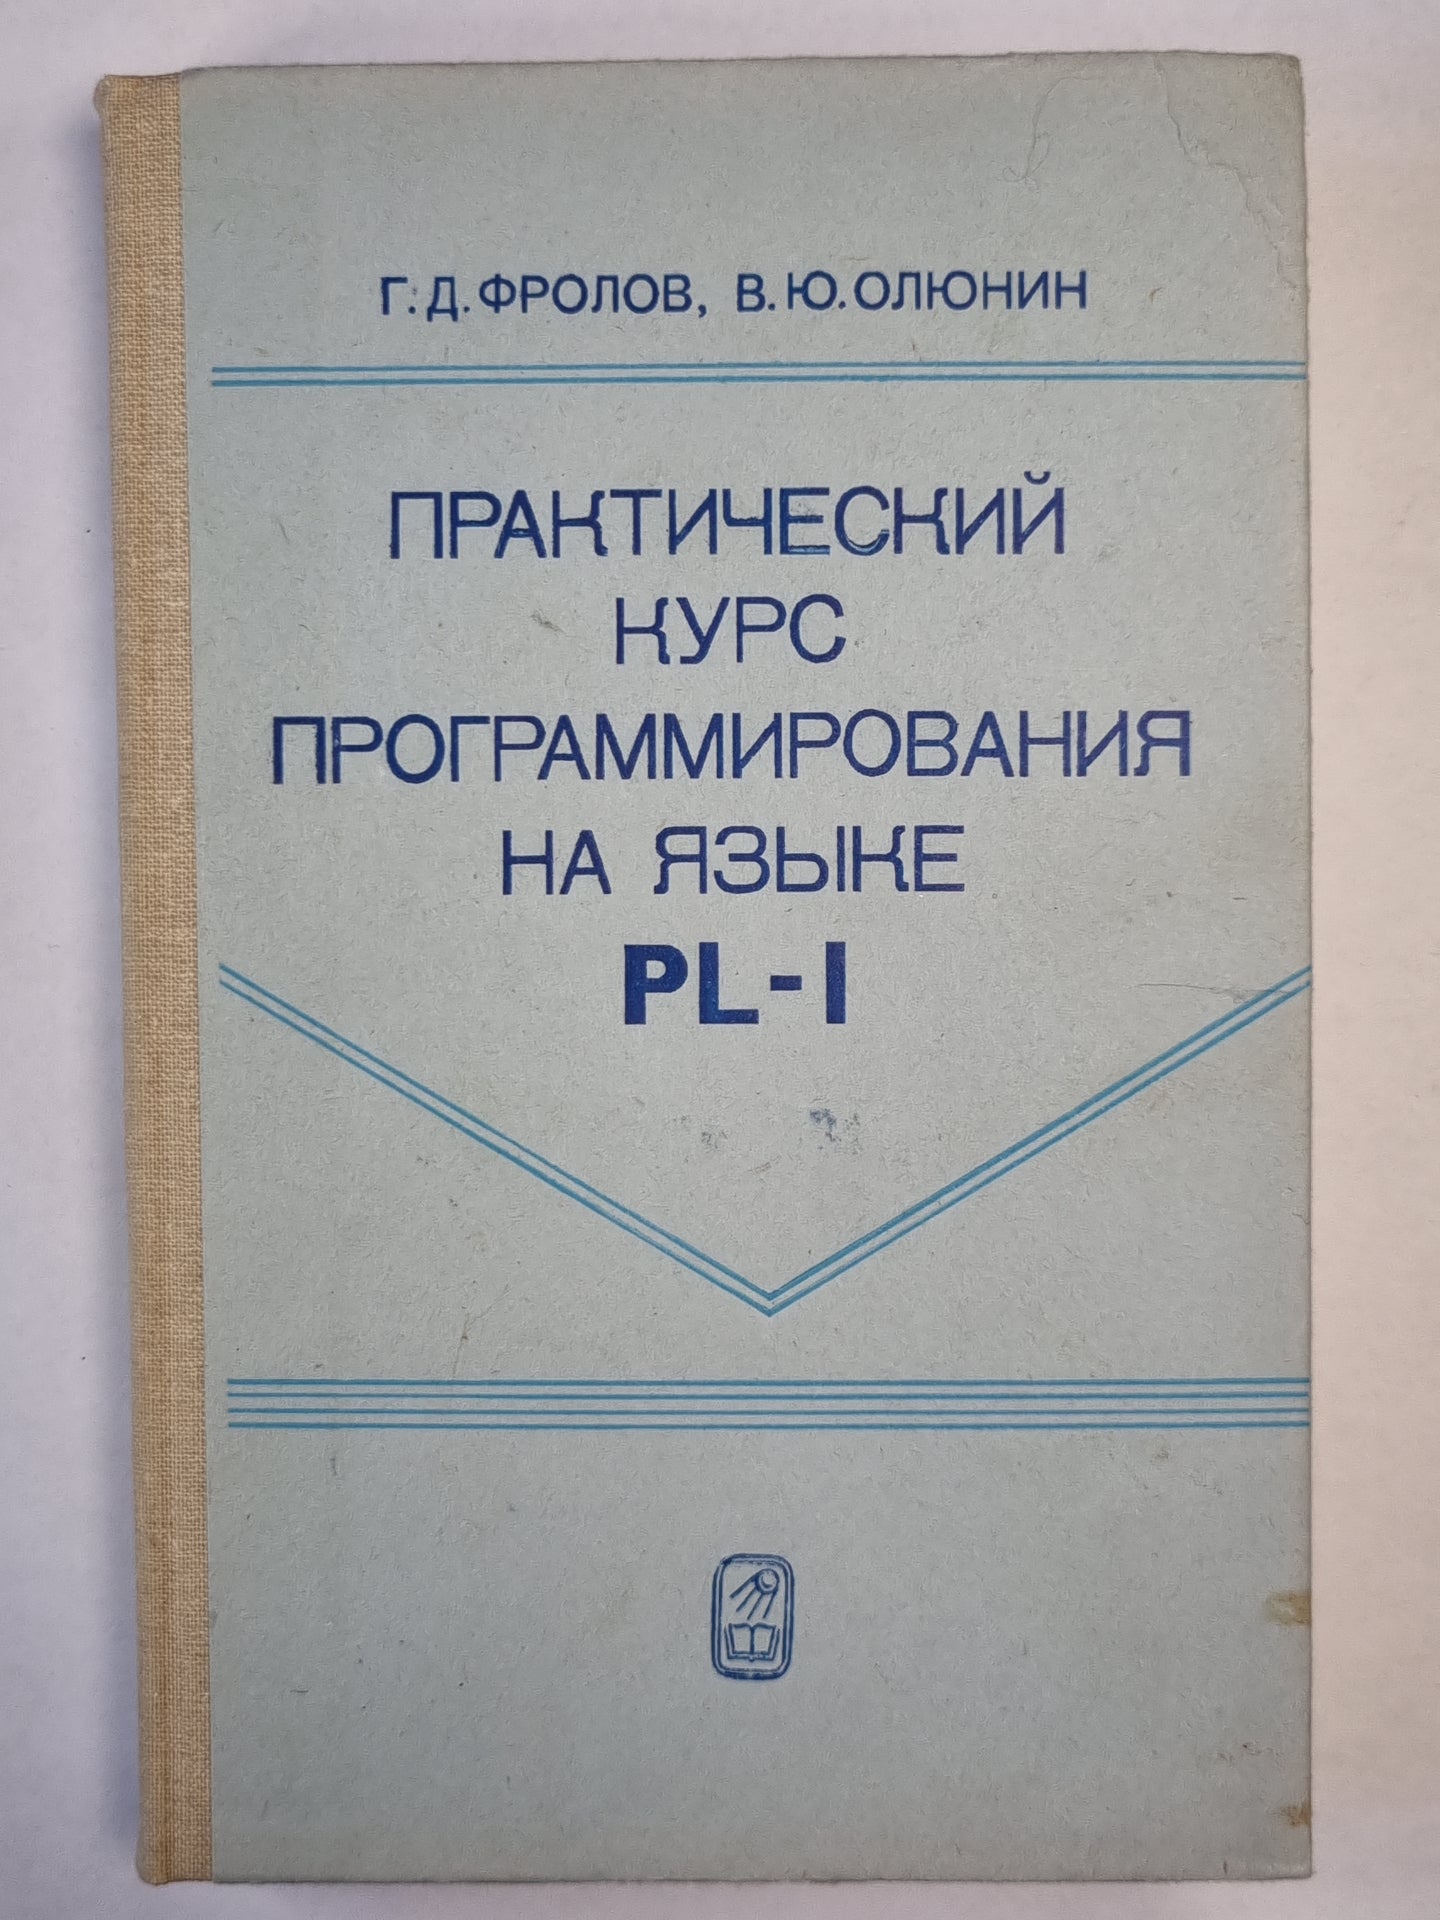 Г. Д. ФРОЛОВ, В. Ю. ОЛЮНИН
ПРАКТИЧЕСКИЙ
КУРС
ПРОГРАММИРОВАНИЯ
НА ЯЗЫКЕ
PL-I